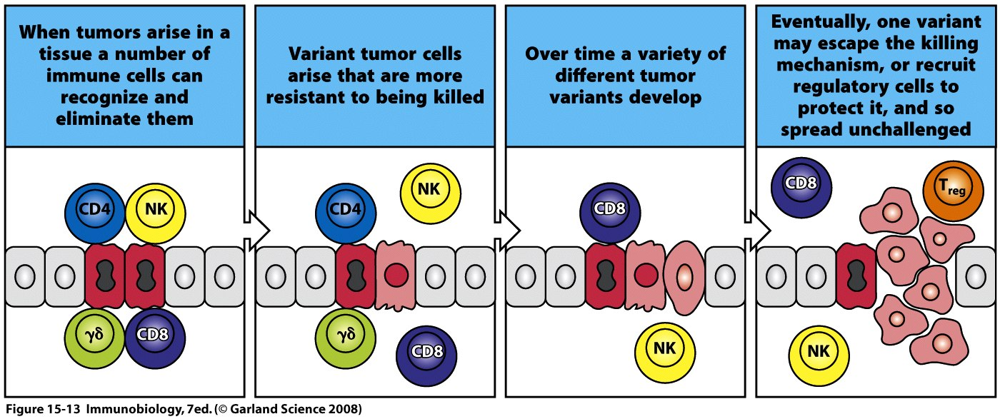 When tumors arise in a
tissue a number of
immune cells can
recognize and
eliminate them
Variant tumor cells
arise that are more
resistant to being killed
Over time a variety of
different tumor
variants develop
Eventually, one variant
may escape the killing
mechanism, or recruit
regulatory cells to
protect it, and so
spread unchallenged
CD4
NK
γδ
CD8
CD4
NK
γδ
CD8
CD8
NK
CD8
Treg
NK
Figure 15-13 Immunobiology, 7ed. (© Garland Science 2008)